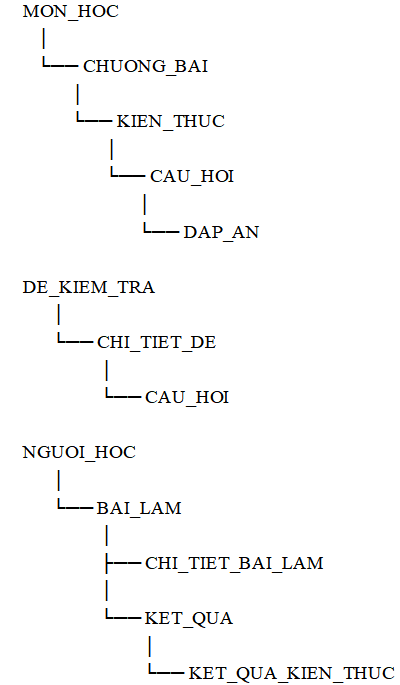 MON_HOC
CHUONG_BAI
KIEN_THUC
CAU_HOI
DAP_AN
DE_KIEM_TRA
CHI_TIET_DE
CAU_HOI
NGUOI_HOC
BAI_LAM
CHI_TIET_BAI_LAM
KET_QUA
KET_QUA_KIEN_THUC